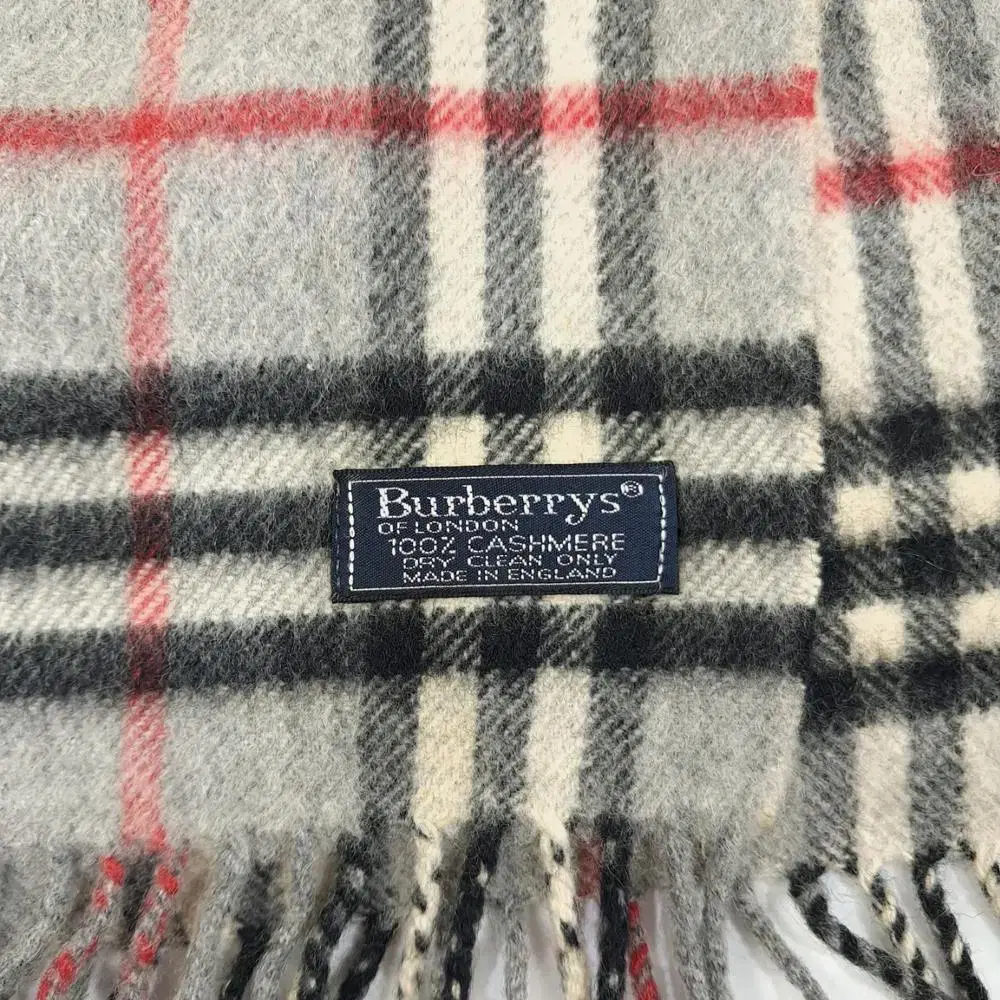 Burberrys®
OF LONDON
100% CASHMERE
DRY CLEAN ONLY
MADE IN ENGLAND